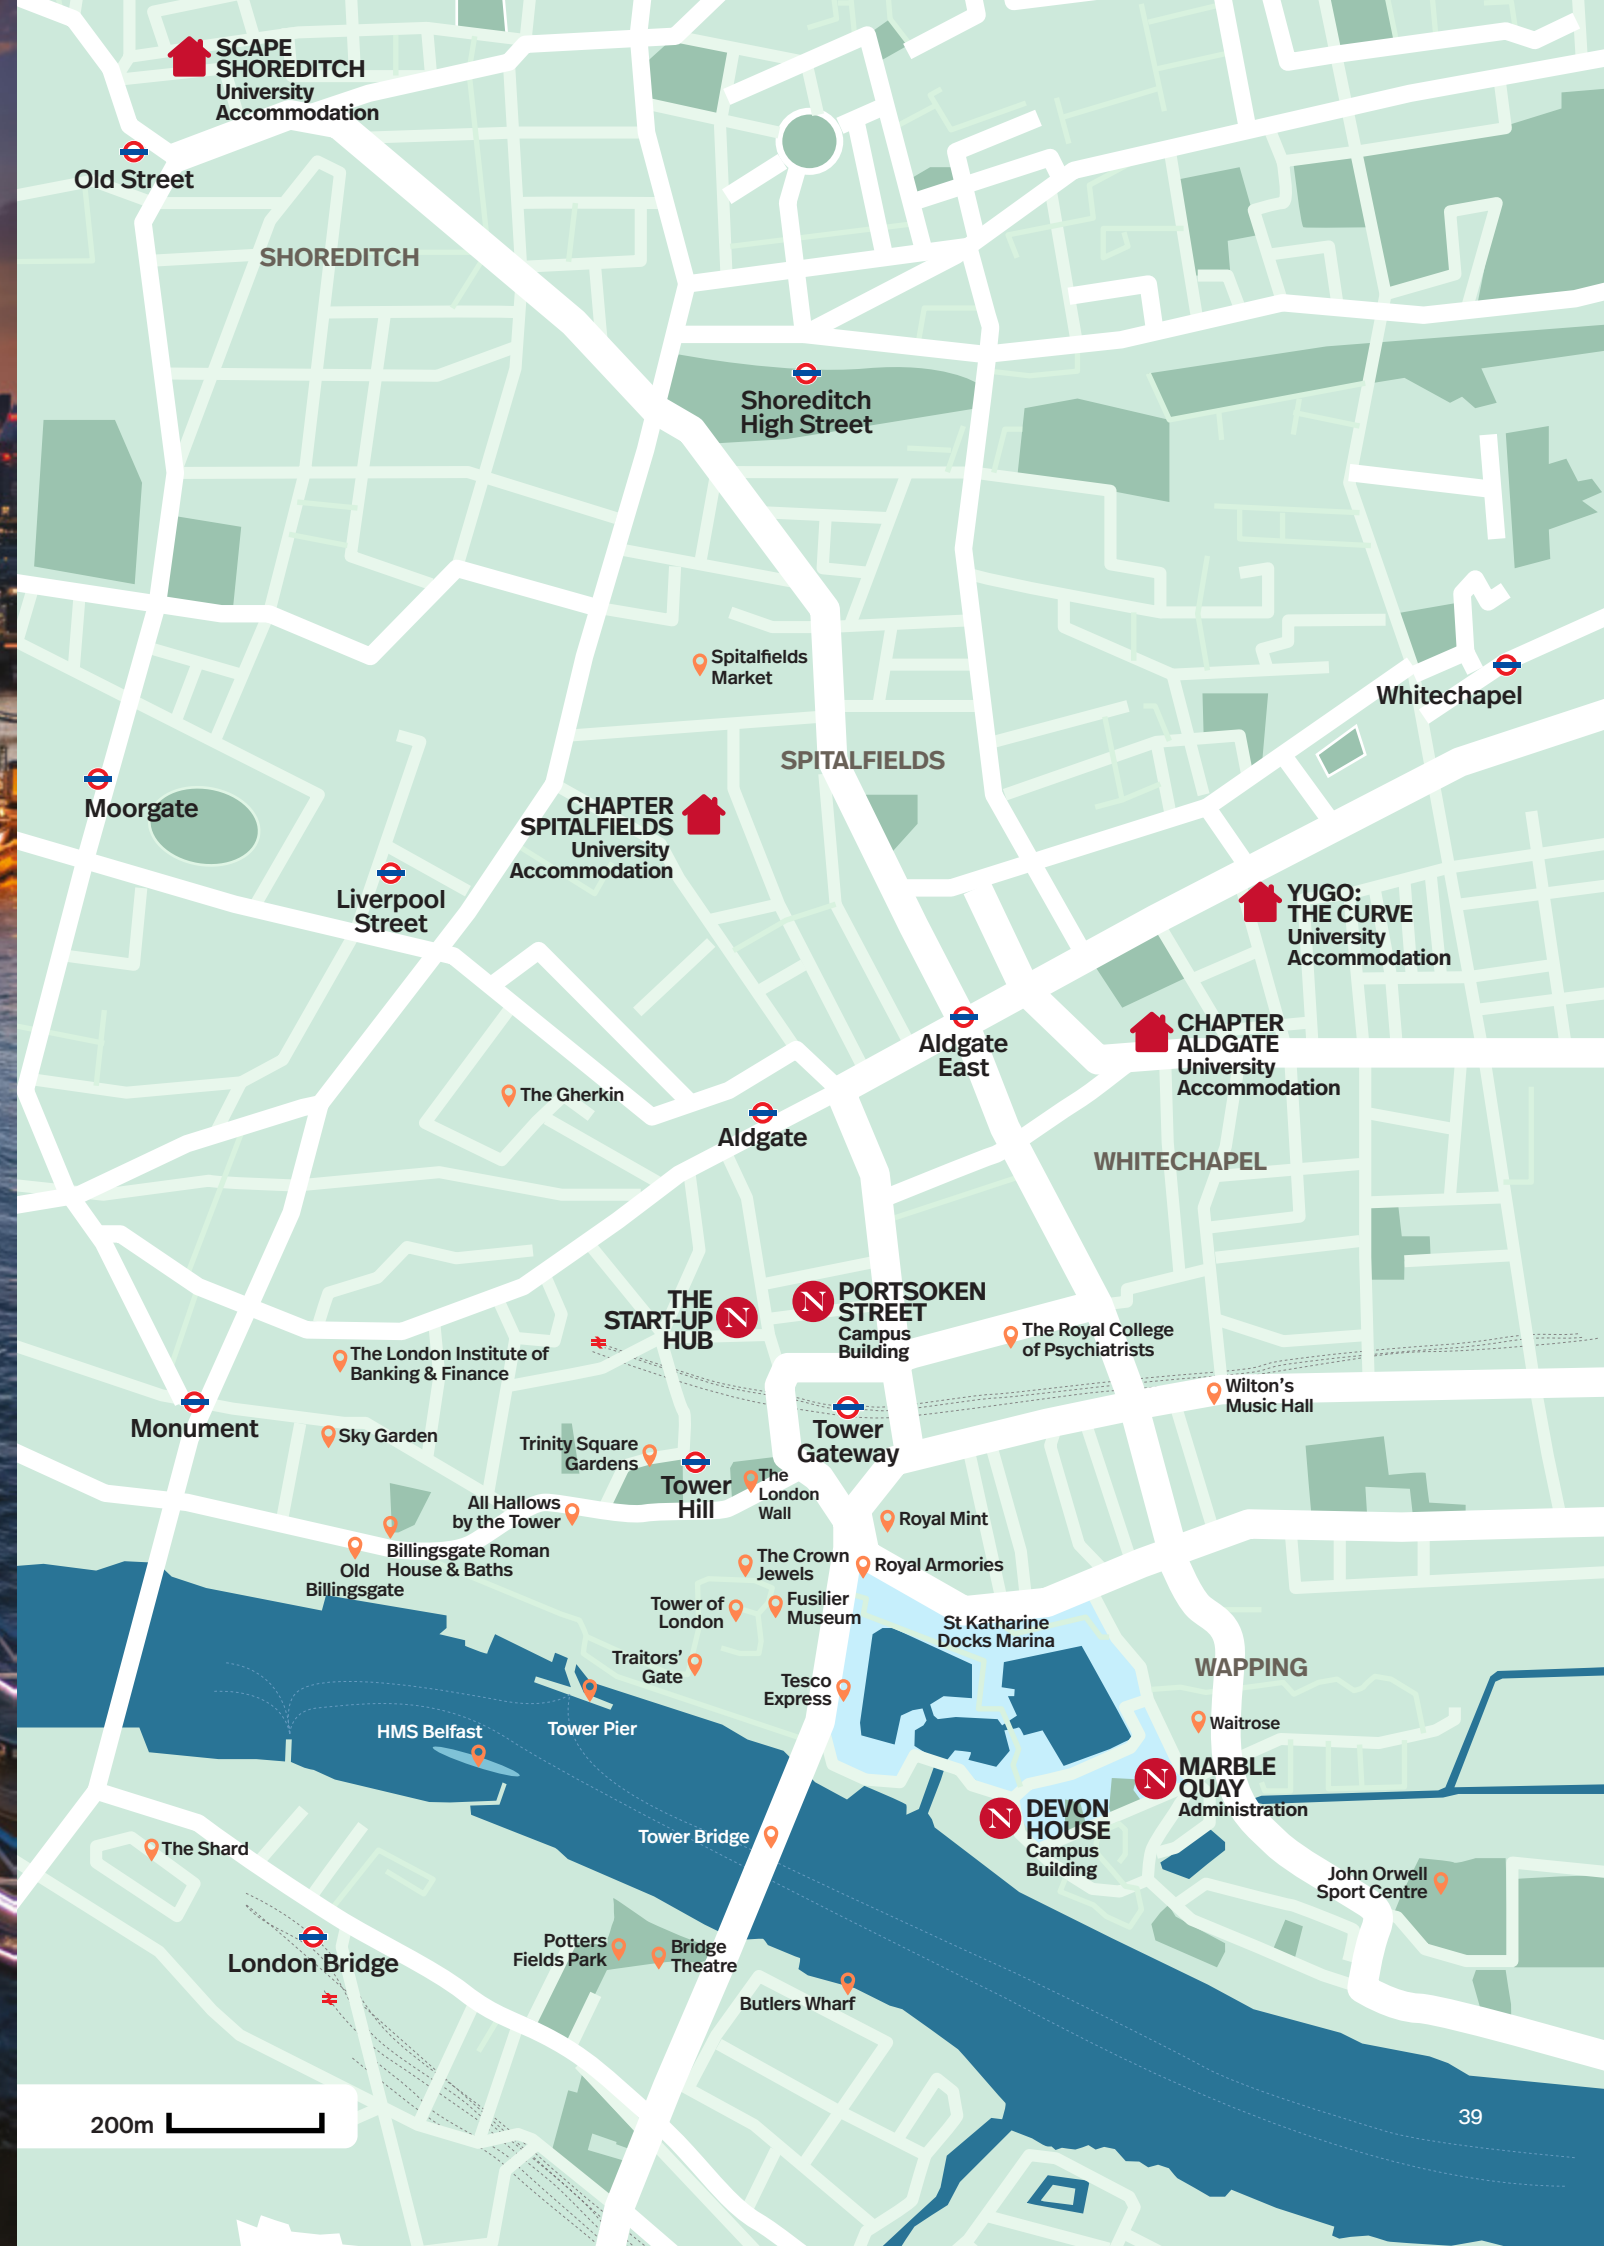 SCAPE
SHOREDITCH
University
Accommodation
Old Street
SHOREDITCH
Shoreditch
High Street
Spitalfields
Market
Whitechapel
SPITALFIELDS
Moorgate
CHAPTER
SPITALFIELDS
University
Accommodation
Liverpool
Street
YUGO:
THE CURVE
University
Accommodation
Aldgate
East
CHAPTER
ALDGATE
University
Accommodation
The Gherkin
Aldgate
WHITECHAPEL
THE
START-UP
HUB
N
N
PORTSOKEN
STREET
Campus
Building
The Royal College
of Psychiatrists
The London Institute of
Banking & Finance
Wilton's
Music Hall
Monument
Sky Garden
Trinity Square
Gardens
Tower
Gateway
Tower
Hill
The
London
Wall
All Hallows
by the Tower
Royal Mint
Billingsgate Roman
House & Baths
Old
Billingsgate
The Crown
Jewels
Royal Armories
Tower of
London
Fusilier
Museum
St Katharine
Docks Marina
Traitors'
Gate
WAPPING
Tesco
Express
Waitrose
HMS Belfast
Tower Pier
N
MARBLE
QUAY
Administration
N
DEVON
HOUSE
Campus
Building
Tower Bridge
The Shard
John Orwell
Sport Centre
London Bridge
Potters
Fields Park
Bridge
Theatre
Butlers Wharf
200m
39